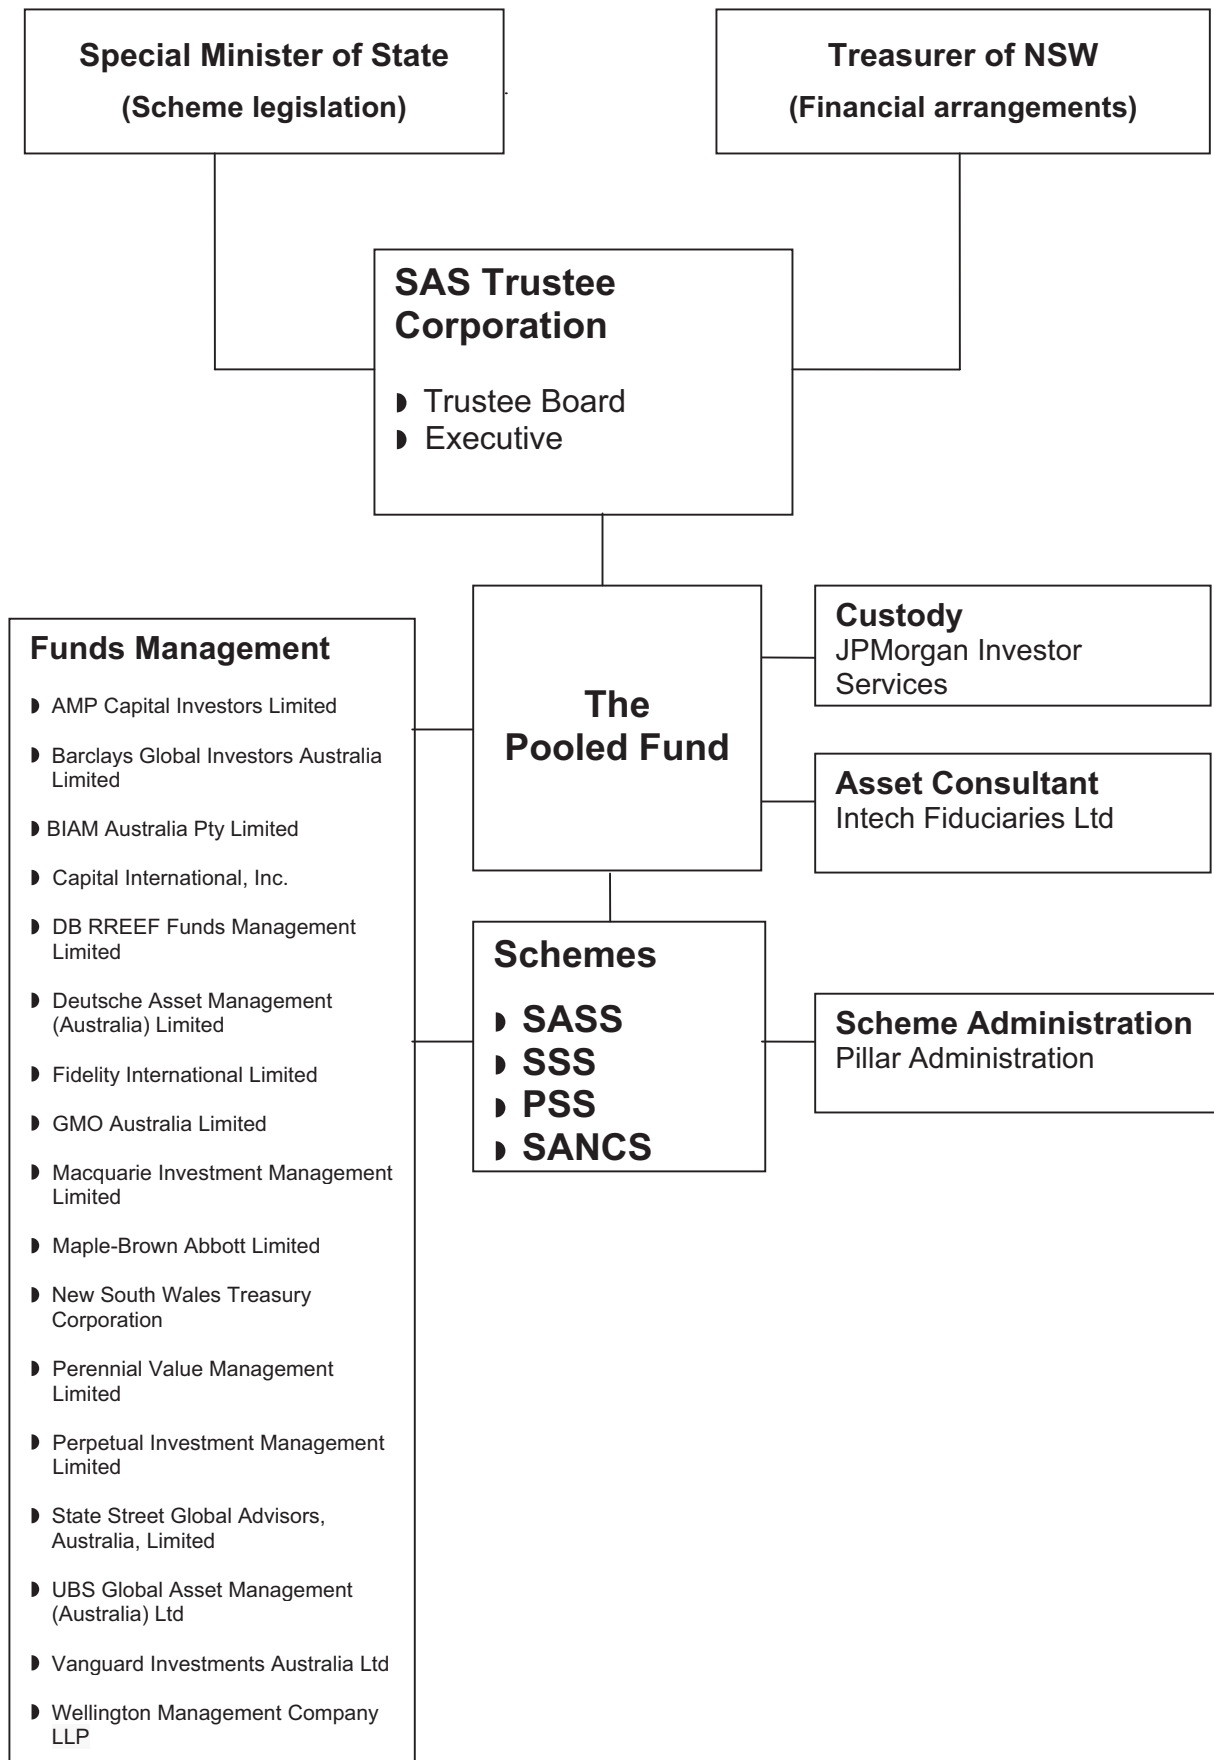 Special Minister of State
(Scheme legislation)
Treasurer of NSW
(Financial arrangements)
SAS Trustee
Corporation
◗ Trustee Board
◗ Executive
Funds Management
◗ AMP Capital Investors Limited
◗ Barclays Global Investors Australia
Limited
◗ BIAM Australia Pty Limited
◗ Capital International, Inc.
◗ DB RREEF Funds Management
Limited
◗ Deutsche Asset Management
(Australia) Limited
◗ Fidelity International Limited
◗ GMO Australia Limited
◗ Macquarie Investment Management
Limited
◗ Maple-Brown Abbott Limited
◗ New South Wales Treasury
Corporation
◗ Perennial Value Management
Limited
◗ Perpetual Investment Management
Limited
◗ State Street Global Advisors,
Australia, Limited
◗ UBS Global Asset Management
(Australia) Ltd
◗ Vanguard Investments Australia Ltd
◗ Wellington Management Company
LLP
The
Pooled Fund
Custody
JPMorgan Investor
Services
Asset Consultant
Intech Fiduciaries Ltd
Schemes
◗ SASS
◗ SSS
◗ PSS
◗ SANCS
Scheme Administration
Pillar Administration